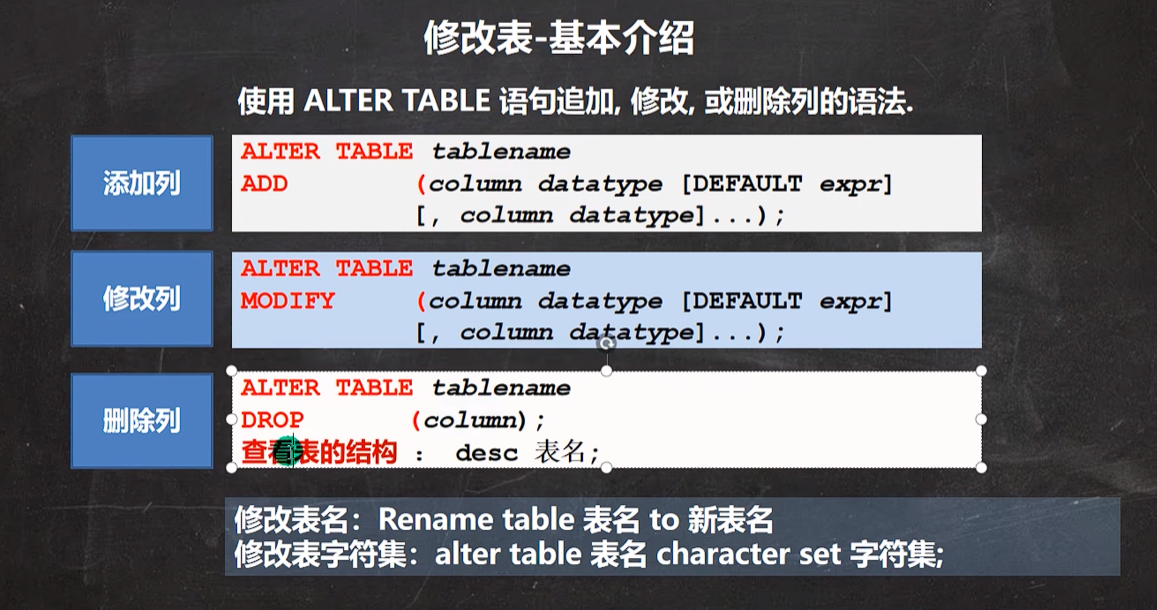 修改表-基本介绍
使用 ALTER TABLE 语句追加, 修改, 或删除列的语法.
添加列
ALTER TABLE tablename
ADD (column datatype [DEFAULT expr]
[, column datatype]...);
修改列
ALTER TABLE tablename
MODIFY (column datatype [DEFAULT expr]
[, column datatype]...);
删除列
ALTER TABLE tablename
DROP (column);
查看表的结构 : desc 表名;
修改表名：Rename table 表名 to 新表名
修改表字符集：alter table 表名 character set 字符集;